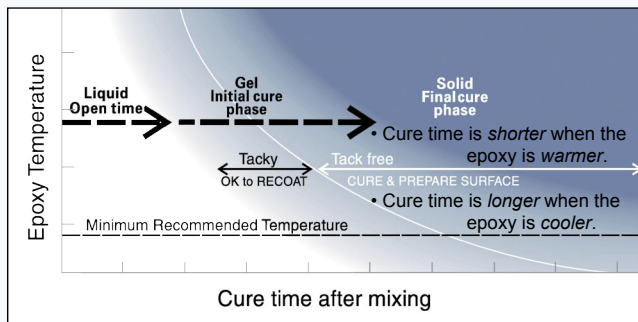 Epoxy Temperature
Liquid
Open time
Gel
Initial cure
phase
Solid
Final cure
phase
• Cure time is shorter when the
epoxy is warmer.
Tacky
OK to RECOAT
Tack free
CURE & PREPARE SURFACE
• Cure time is longer when the
epoxy is cooler.
Minimum Recommended Temperature
Cure time after mixing